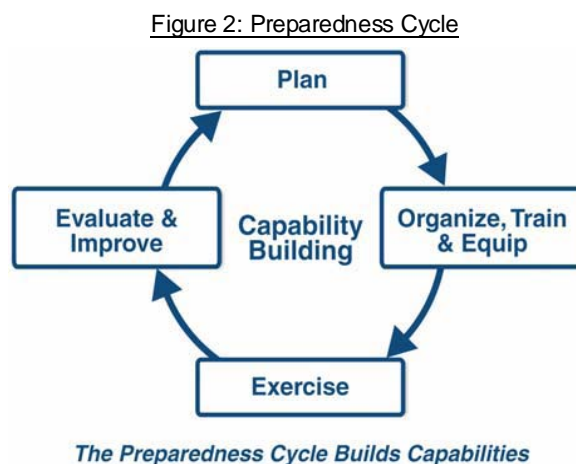 Figure 2: Preparedness Cycle
Plan
Evaluate &
Improve
Capability
Building
Organize, Train
& Equip
Exercise
The Preparedness Cycle Builds Capabilities